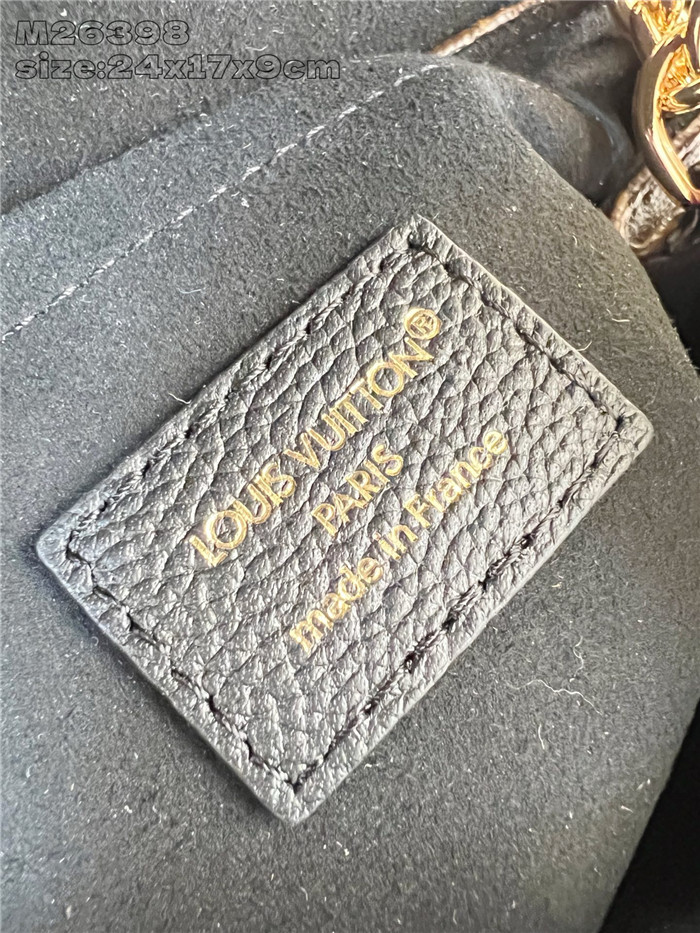 M26398
size:24x17x9cm
LOUIS VUITTON®
PARIS
made in France